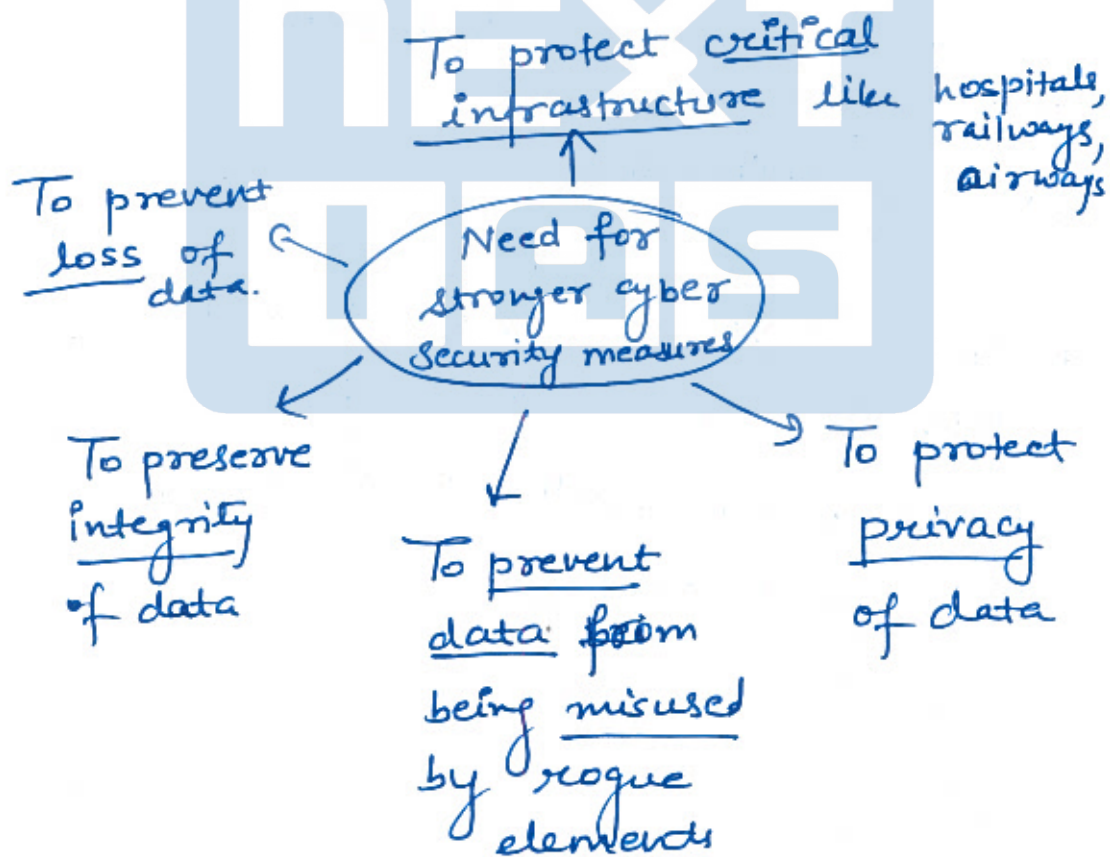 NEXT
IAS
To protect critical
infrastructure like hospitals,
railways,
airways
To prevent
loss of
data.
Need for
stronger cyber
security measures
To preserve
integrity
of data
To prevent
data from
being misused
by rogue
elements
To protect
privacy
of data